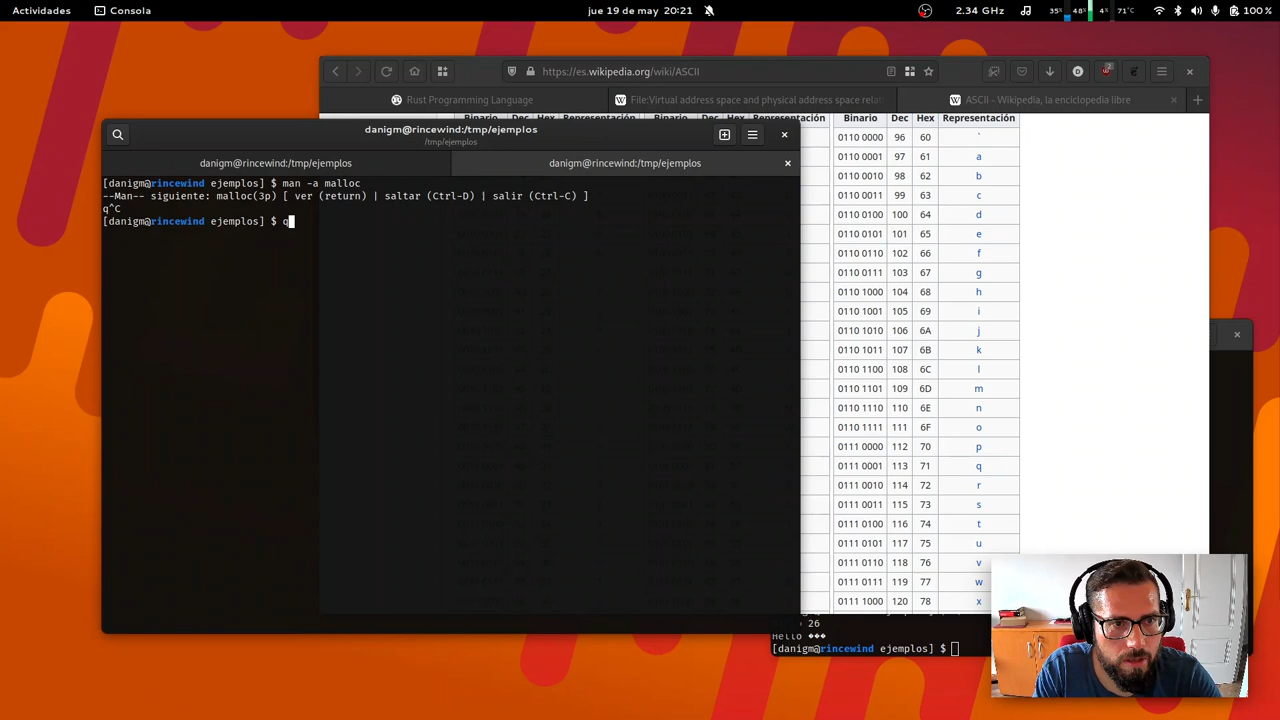 Actividades
Consola
jue 19 de may 20:21
2.34 GHz
35%
48%
4%
71°C
100 %
https://es.wikipedia.org/wiki/ASCII
2
Rust Programming Language
File:Virtual address space and physical address space rela
ASCII - Wikipedia, la enciclopedia libre
danigm@rincewind:/tmp/ejemplos
/tmp/ejemplos
danigm@rincewind:/tmp/ejemplos
danigm@rincewind:/tmp/ejemplos
[danigm@rincewind ejemplos] $ man -a malloc
--Man-- siguiente: malloc(3p) [ ver (return) | saltar (Ctrl-D) | salir (Ctrl-C) ]
q^C
[danigm@rincewind ejemplos] $ q
Binario Dec Hex Representación
0110 0000 96 60 `
0110 0001 97 61 a
0110 0010 98 62 b
0110 0011 99 63 c
0110 0100 100 64 d
0110 0101 101 65 e
0110 0110 102 66 f
0110 0111 103 67 g
0110 1000 104 68 h
0110 1001 105 69 i
0110 1010 106 6A j
0110 1011 107 6B k
0110 1100 108 6C l
0110 1101 109 6D m
0110 1110 110 6E n
0110 1111 111 6F o
0111 0000 112 70 p
0111 0001 113 71 q
0111 0010 114 72 r
0111 0011 115 73 s
0111 0100 116 74 t
0111 0101 117 75 u
0111 0110 118 76 v
0111 0111 119 77 w
0111 1000 120 78 x
26
Hello ���
[danigm@rincewind ejemplos] $